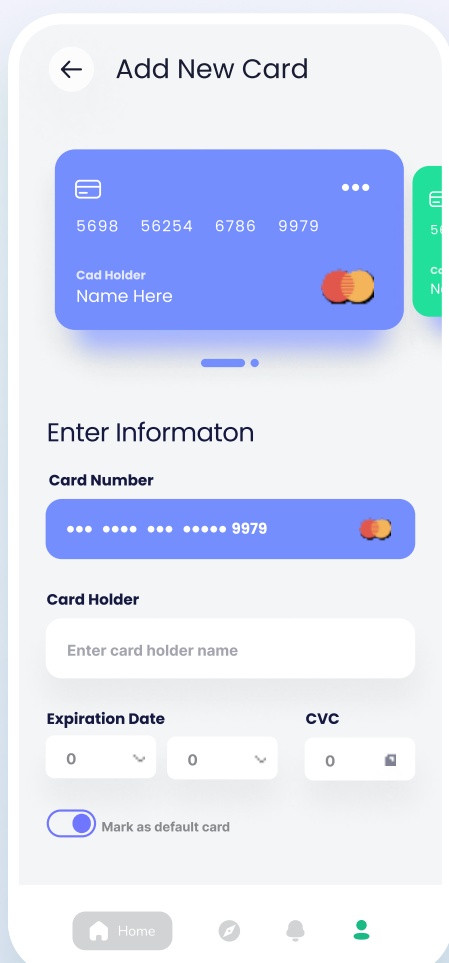 Add New Card
5698 56254 6786 9979
56
Cad Holder
Name Here
Enter Informaton
Card Number
••• •••• ••• ••••• 9979
Card Holder
Enter card holder name
Expiration Date CVC
0 0 0
Mark as default card
Home